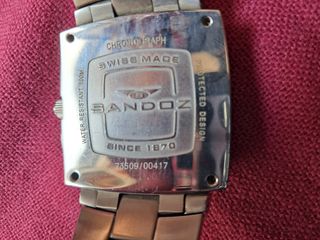 CHRONOGRAPH
SWISS MADE
SANDOZ
SINCE 1870
WATER RESISTANT 100M
PROTECTED DESIGN
73509/00417